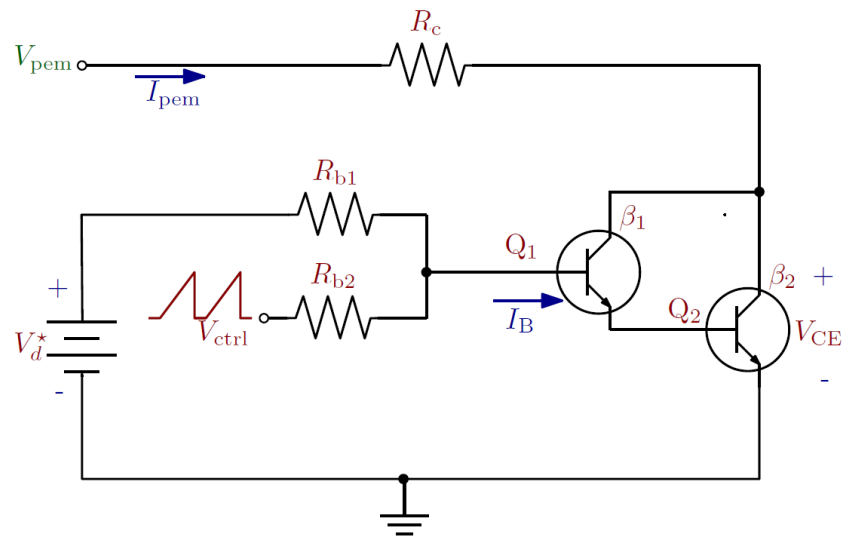 R_c
V_pem
I_pem
R_b1
β_1
Q_1
R_b2
β_2
+
+
V_ctrl
I_B
Q_2
V_d^⋆
V_CE
-
-